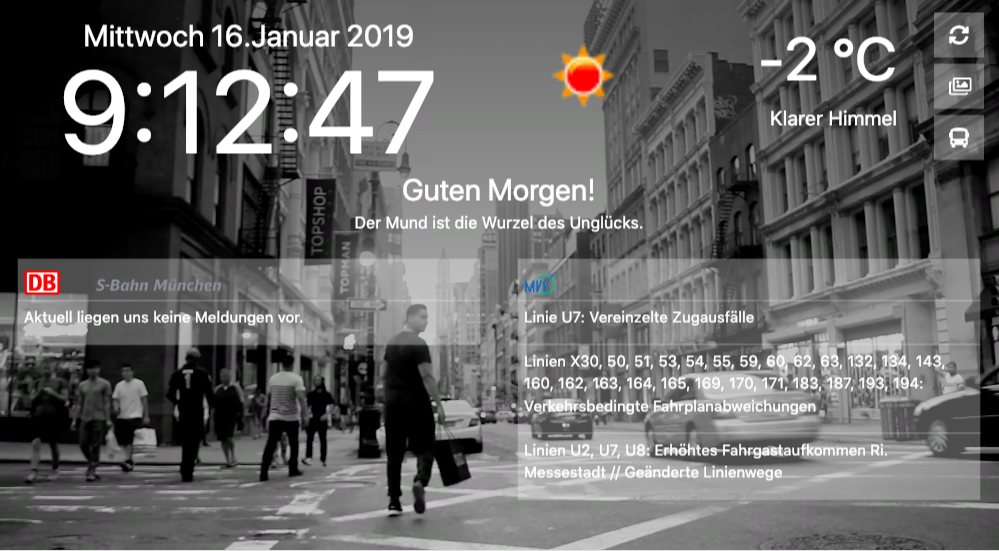 Mittwoch 16.Januar 2019
9:12:47
-2 °C
Klarer Himmel
Guten Morgen!
Der Mund ist die Wurzel des Unglücks.
TOPSHOP
TOPMAN
DB S-Bahn München
Aktuell liegen uns keine Meldungen vor.
MVV
Linie U7: Vereinzelte Zugausfälle
Linien X30, 50, 51, 53, 54, 55, 59, 60, 62, 63, 132, 134, 143,
160, 162, 163, 164, 165, 169, 170, 171, 183, 187, 193, 194:
Verkehrsbedingte Fahrplanabweichungen
Linien U2, U7, U8: Erhöhtes Fahrgastaufkommen Ri.
Messestadt // Geänderte Linienwege